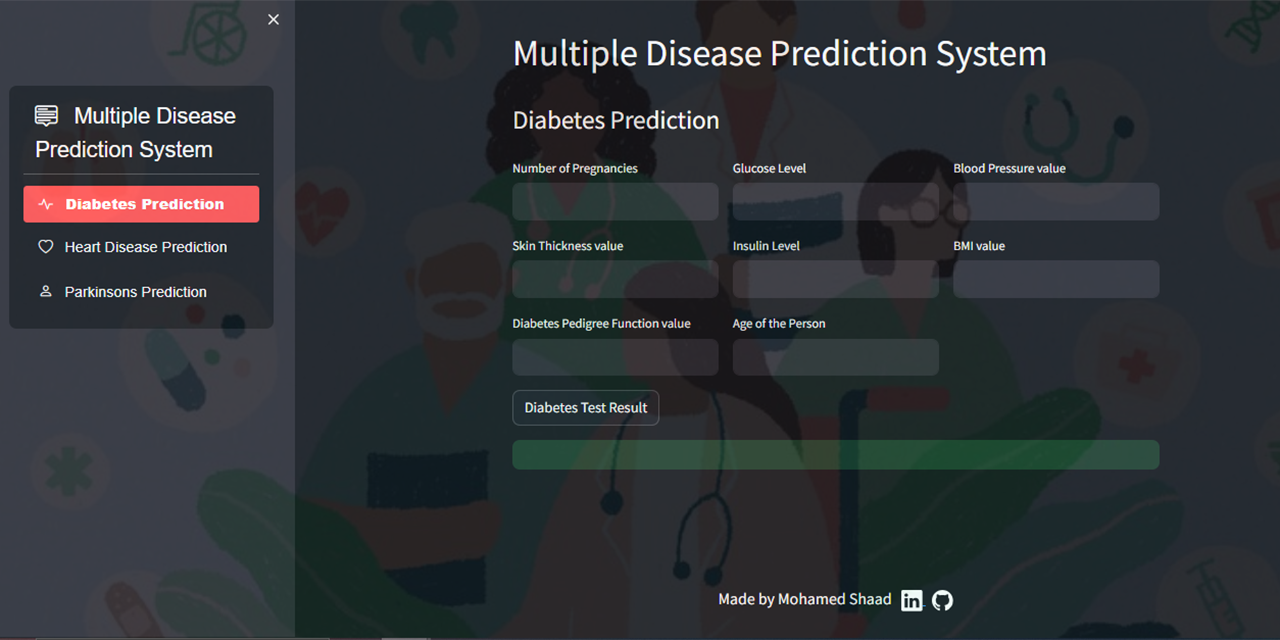 Multiple Disease
Prediction System
Diabetes Prediction
Heart Disease Prediction
Parkinsons Prediction
Multiple Disease Prediction System
Diabetes Prediction
Number of Pregnancies
Glucose Level
Blood Pressure value
Skin Thickness value
Insulin Level
BMI value
Diabetes Pedigree Function value
Age of the Person
Diabetes Test Result
Made by Mohamed Shaad in